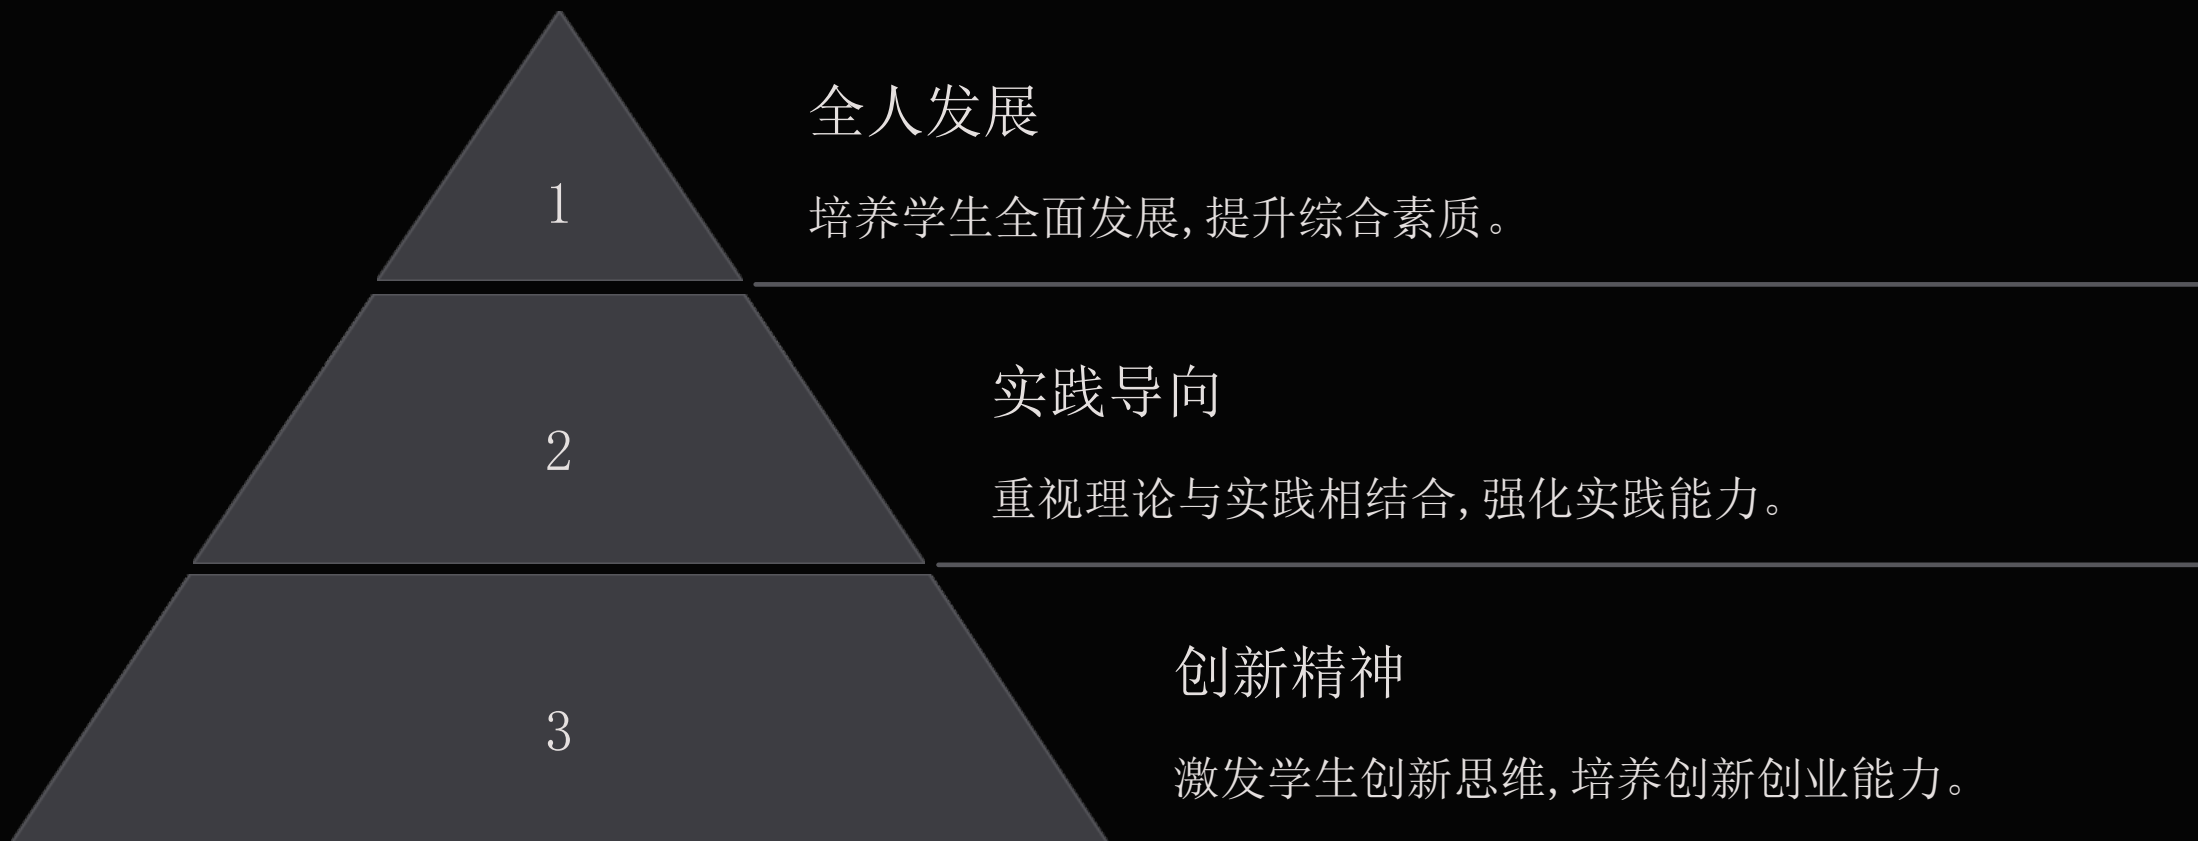 1
全人发展
培养学生全面发展,提升综合素质。
2
实践导向
重视理论与实践相结合,强化实践能力。
3
创新精神
激发学生创新思维,培养创新创业能力。